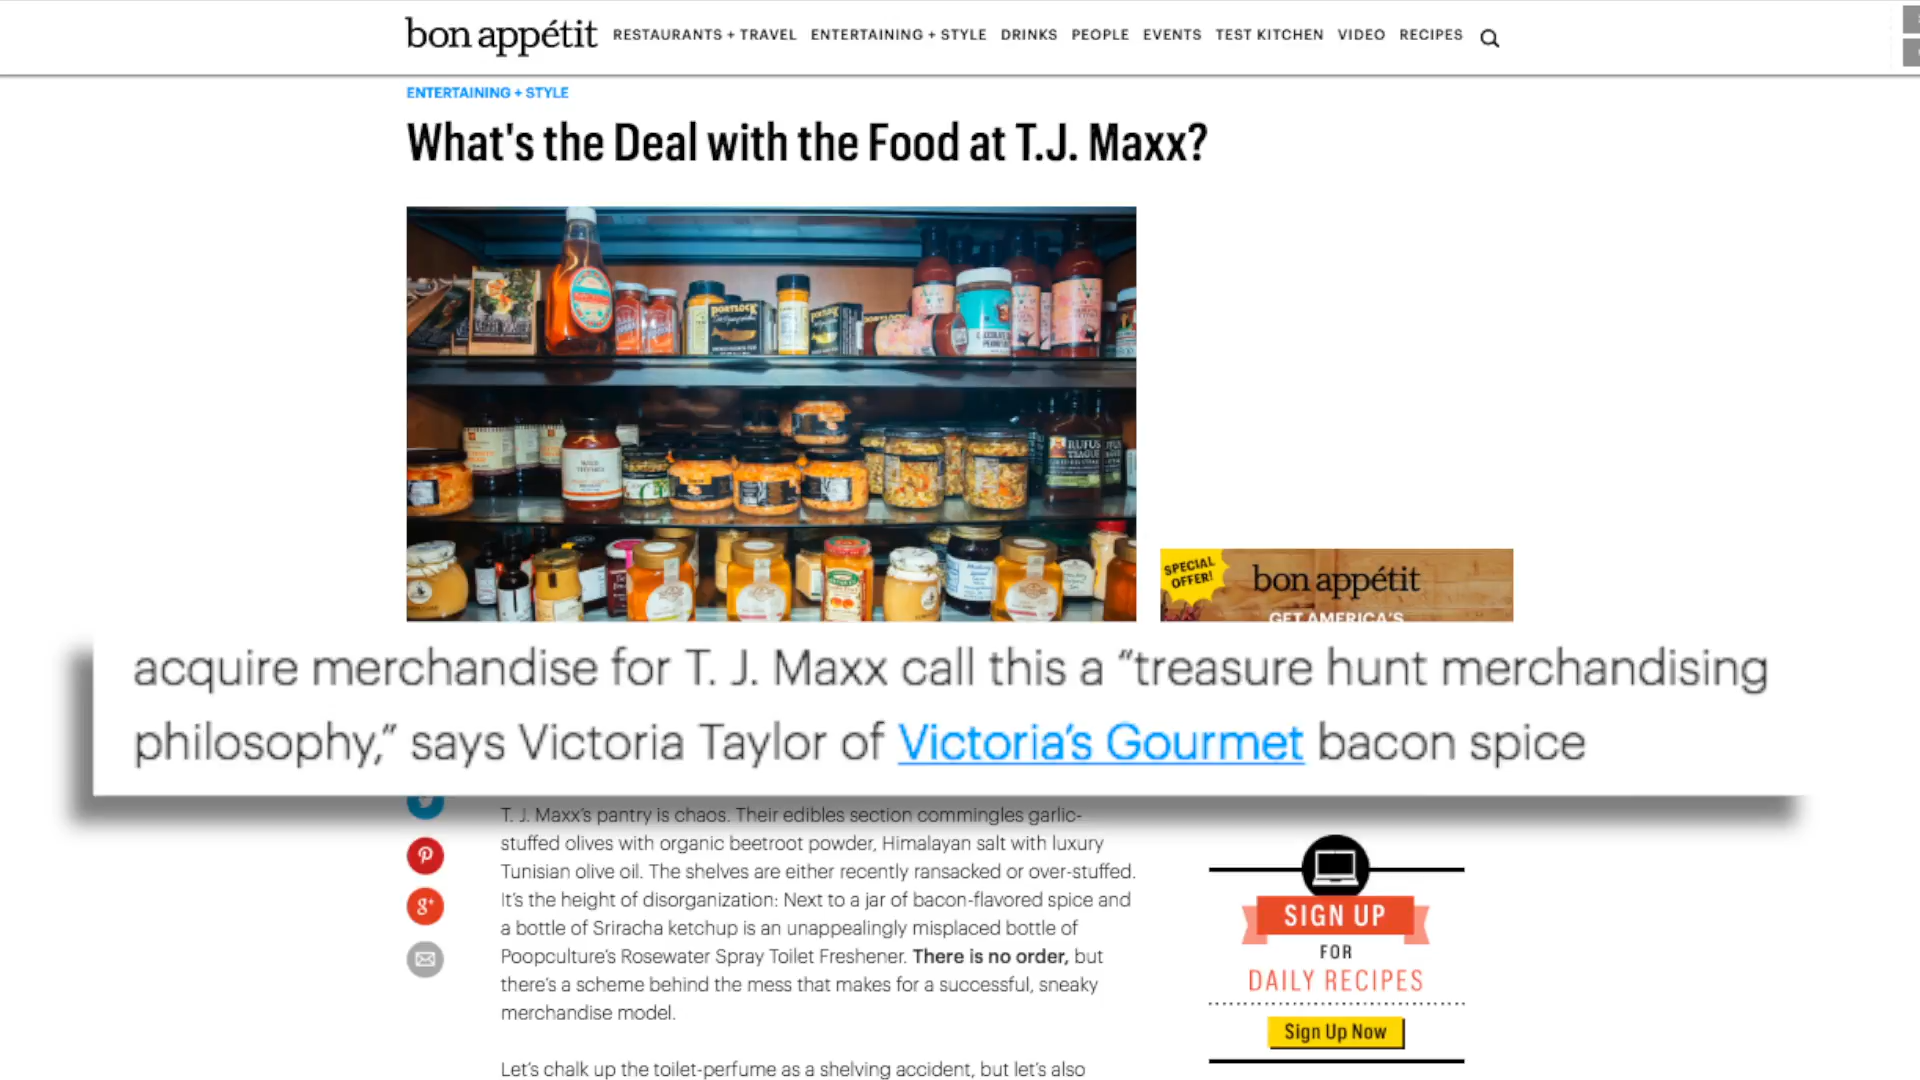 bon appétit RESTAURANTS + TRAVEL ENTERTAINING + STYLE DRINKS PEOPLE EVENTS TEST KITCHEN VIDEO RECIPES
ENTERTAINING + STYLE
What's the Deal with the Food at T.J. Maxx?
PORTLOCK
RUFUS
TEAGUE
SPECIAL
OFFER!
bon appétit
GET AMERICA'S
acquire merchandise for T. J. Maxx call this a “treasure hunt merchandising
philosophy,” says Victoria Taylor of Victoria’s Gourmet bacon spice
T. J. Maxx’s pantry is chaos. Their edibles section commingles garlic-
stuffed olives with organic beetroot powder, Himalayan salt with luxury
Tunisian olive oil. The shelves are either recently ransacked or over-stuffed.
It’s the height of disorganization: Next to a jar of bacon-flavored spice and
a bottle of Sriracha ketchup is an unappealingly misplaced bottle of
Poopculture’s Rosewater Spray Toilet Freshener. There is no order, but
there’s a scheme behind the mess that makes for a successful, sneaky
merchandise model.
Let’s chalk up the toilet-perfume as a shelving accident, but let’s also
g+
SIGN UP
FOR
DAILY RECIPES
Sign Up Now